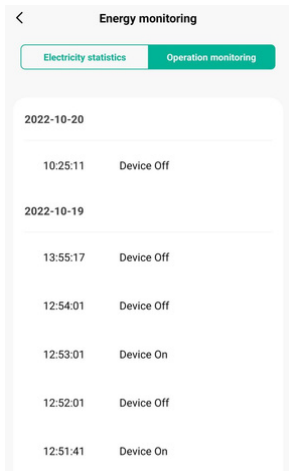 Energy monitoring
Electricity statistics Operation monitoring
2022-10-20
10:25:11 Device Off
2022-10-19
13:55:17 Device Off
12:54:01 Device Off
12:53:01 Device On
12:52:01 Device Off
12:51:41 Device On